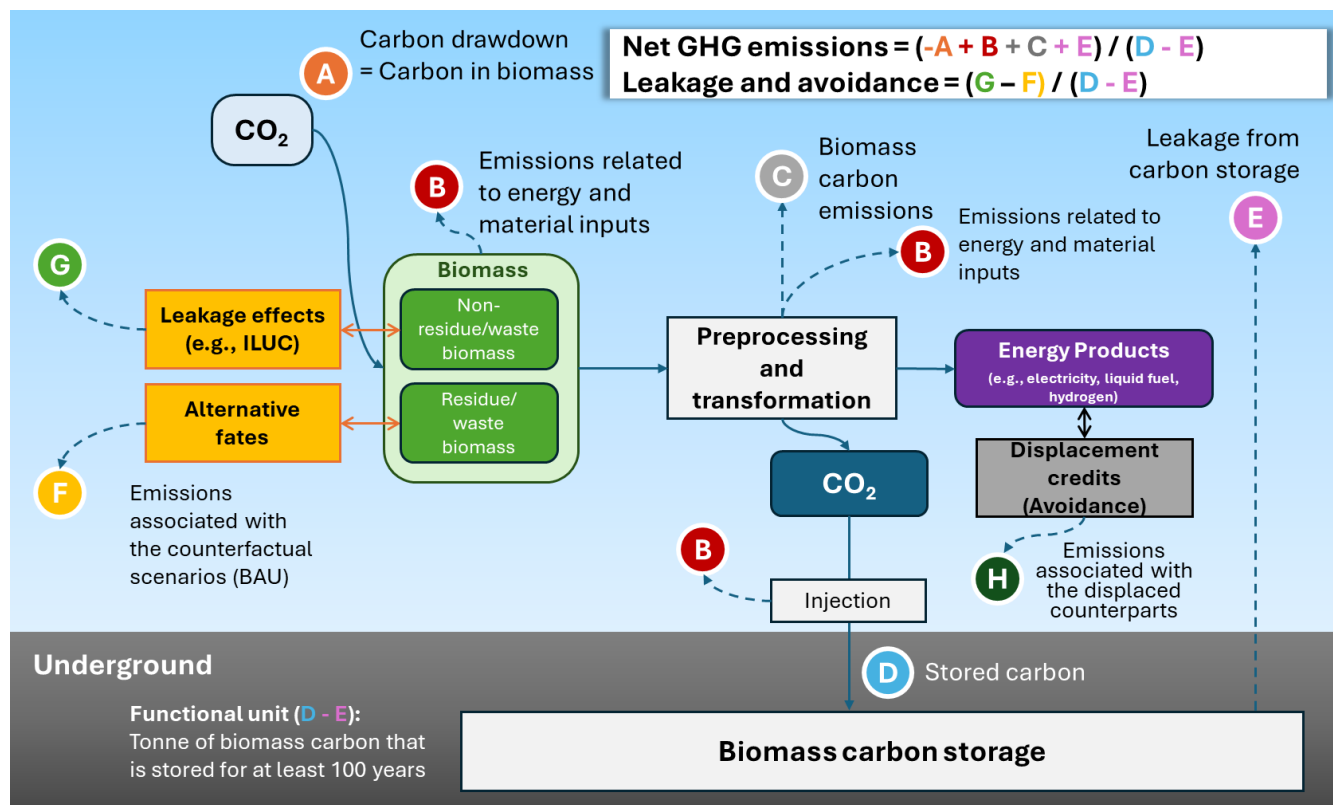 Carbon drawdown
= Carbon in biomass
A
Net GHG emissions = (-A + B + C + E) / (D - E)
Leakage and avoidance = (G – F) / (D - E)
CO₂
B
Emissions related
to energy and
material inputs
C
Biomass
carbon
emissions
Leakage from
carbon storage
E
B
Emissions related to
energy and material
inputs
G
Leakage effects
(e.g., ILUC)
Alternative
fates
F
Emissions
associated with
the counterfactual
scenarios (BAU)
Biomass
Non-
residue/waste
biomass
Residue/
waste
biomass
Preprocessing
and
transformation
Energy Products
(e.g., electricity, liquid fuel,
hydrogen)
Displacement
credits
(Avoidance)
H
Emissions
associated with
the displaced
counterparts
CO₂
B
Injection
Underground
D
Stored carbon
Functional unit (D - E):
Tonne of biomass carbon that
is stored for at least 100 years
Biomass carbon storage